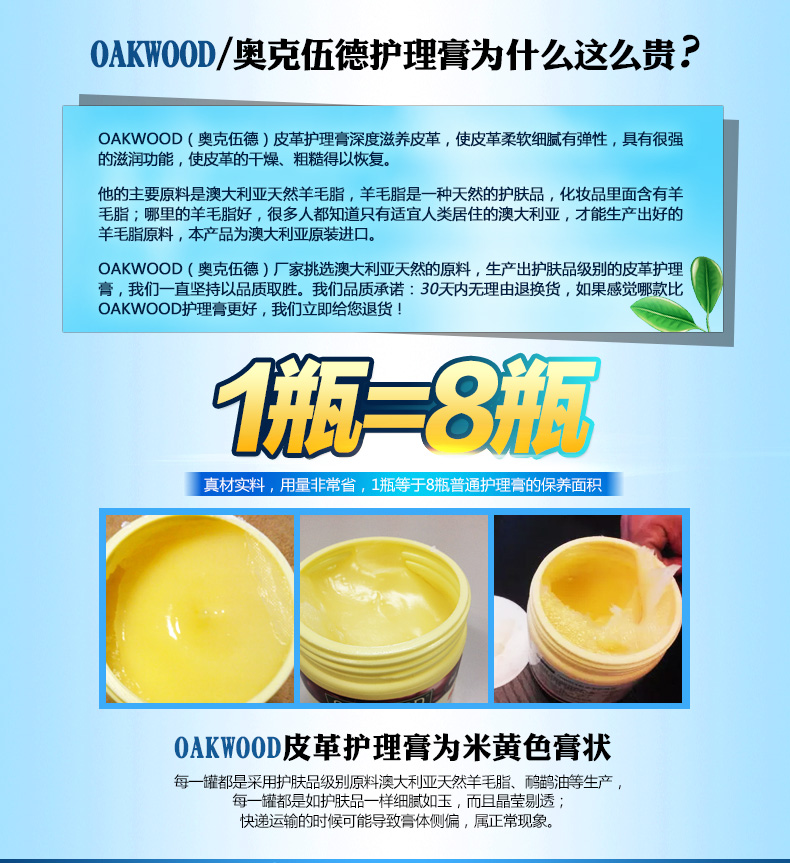 OAKWOOD/奥克伍德护理膏为什么这么贵?
OAKWOOD（奥克伍德）皮革护理膏深度滋养皮革，使皮革柔软细腻有弹性，具有很强
的滋润功能，使皮革的干燥、粗糙得以恢复。
他的主要原料是澳大利亚天然羊毛脂，羊毛脂是一种天然的护肤品，化妆品里面含有羊
毛脂；哪里的羊毛脂好，很多人都知道只有适宜人类居住的澳大利亚，才能生产出好的
羊毛脂原料，本产品为澳大利亚原装进口。
OAKWOOD（奥克伍德）厂家挑选澳大利亚天然的原料，生产出护肤品级别的皮革护理
膏，我们一直坚持以品质取胜。我们品质承诺：30天内无理由退换货，如果感觉哪款比
OAKWOOD护理膏更好，我们立即给您退货！
1瓶=8瓶
真材实料，用量非常省，1瓶等于8瓶普通护理膏的保养面积
OAKWOOD皮革护理膏为米黄色膏状
每一罐都是采用护肤品级别原料澳大利亚天然羊毛脂、鸸鹋油等生产，
每一罐都是如护肤品一样细腻如玉，而且晶莹剔透；
快递运输的时候可能导致膏体侧偏，属正常现象。